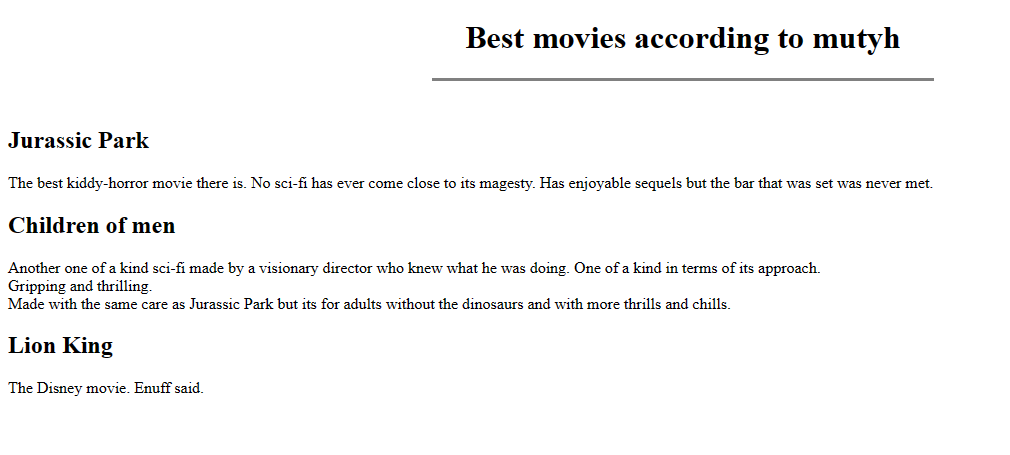 Best movies according to mutyh
Jurassic Park
The best kiddy-horror movie there is. No sci-fi has ever come close to its magesty. Has enjoyable sequels but the bar that was set was never met.
Children of men
Another one of a kind sci-fi made by a visionary director who knew what he was doing. One of a kind in terms of its approach.
Gripping and thrilling.
Made with the same care as Jurassic Park but its for adults without the dinosaurs and with more thrills and chills.
Lion King
The Disney movie. Enuff said.